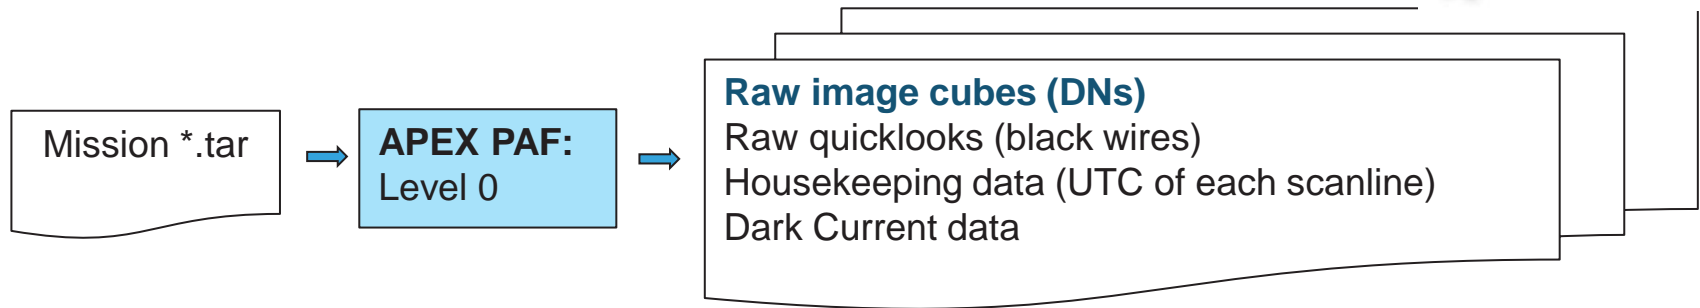 Mission *.tar
APEX PAF:
Level 0
Raw image cubes (DNs)
Raw quicklooks (black wires)
Housekeeping data (UTC of each scanline)
Dark Current data